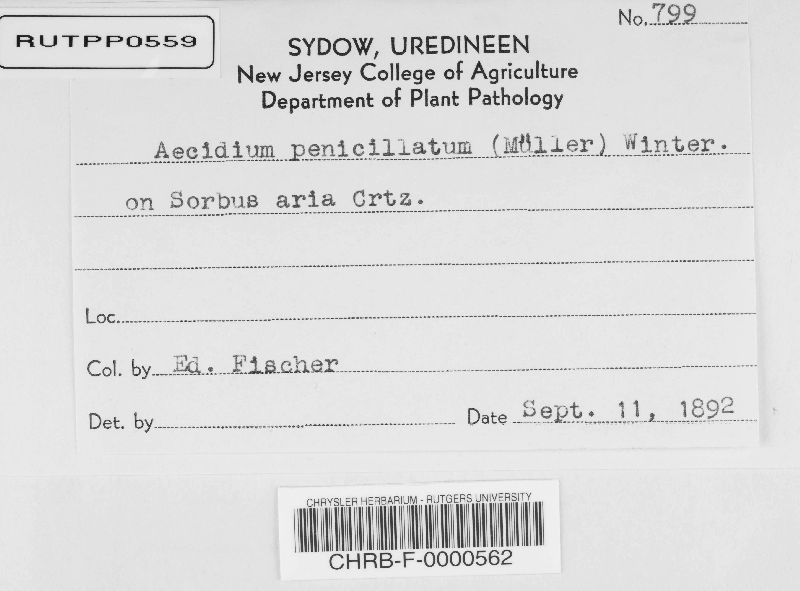 No. 799
RUTPP0559
SYDOW, UREDINEEN
New Jersey College of Agriculture
Department of Plant Pathology
Aecidium penicillatum (Müller) Winter.
on Sorbus aria Crtz.
Loc.
Col. by Ed. Fischer
Det. by Date Sept. 11, 1892
CHRYSLER HERBARIUM - RUTGERS UNIVERSITY
CHRB-F-0000562